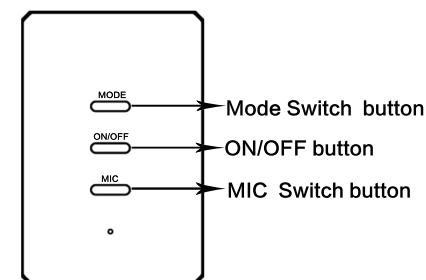 MODE
Mode Switch button
ON/OFF
ON/OFF button
MIC
MIC Switch button